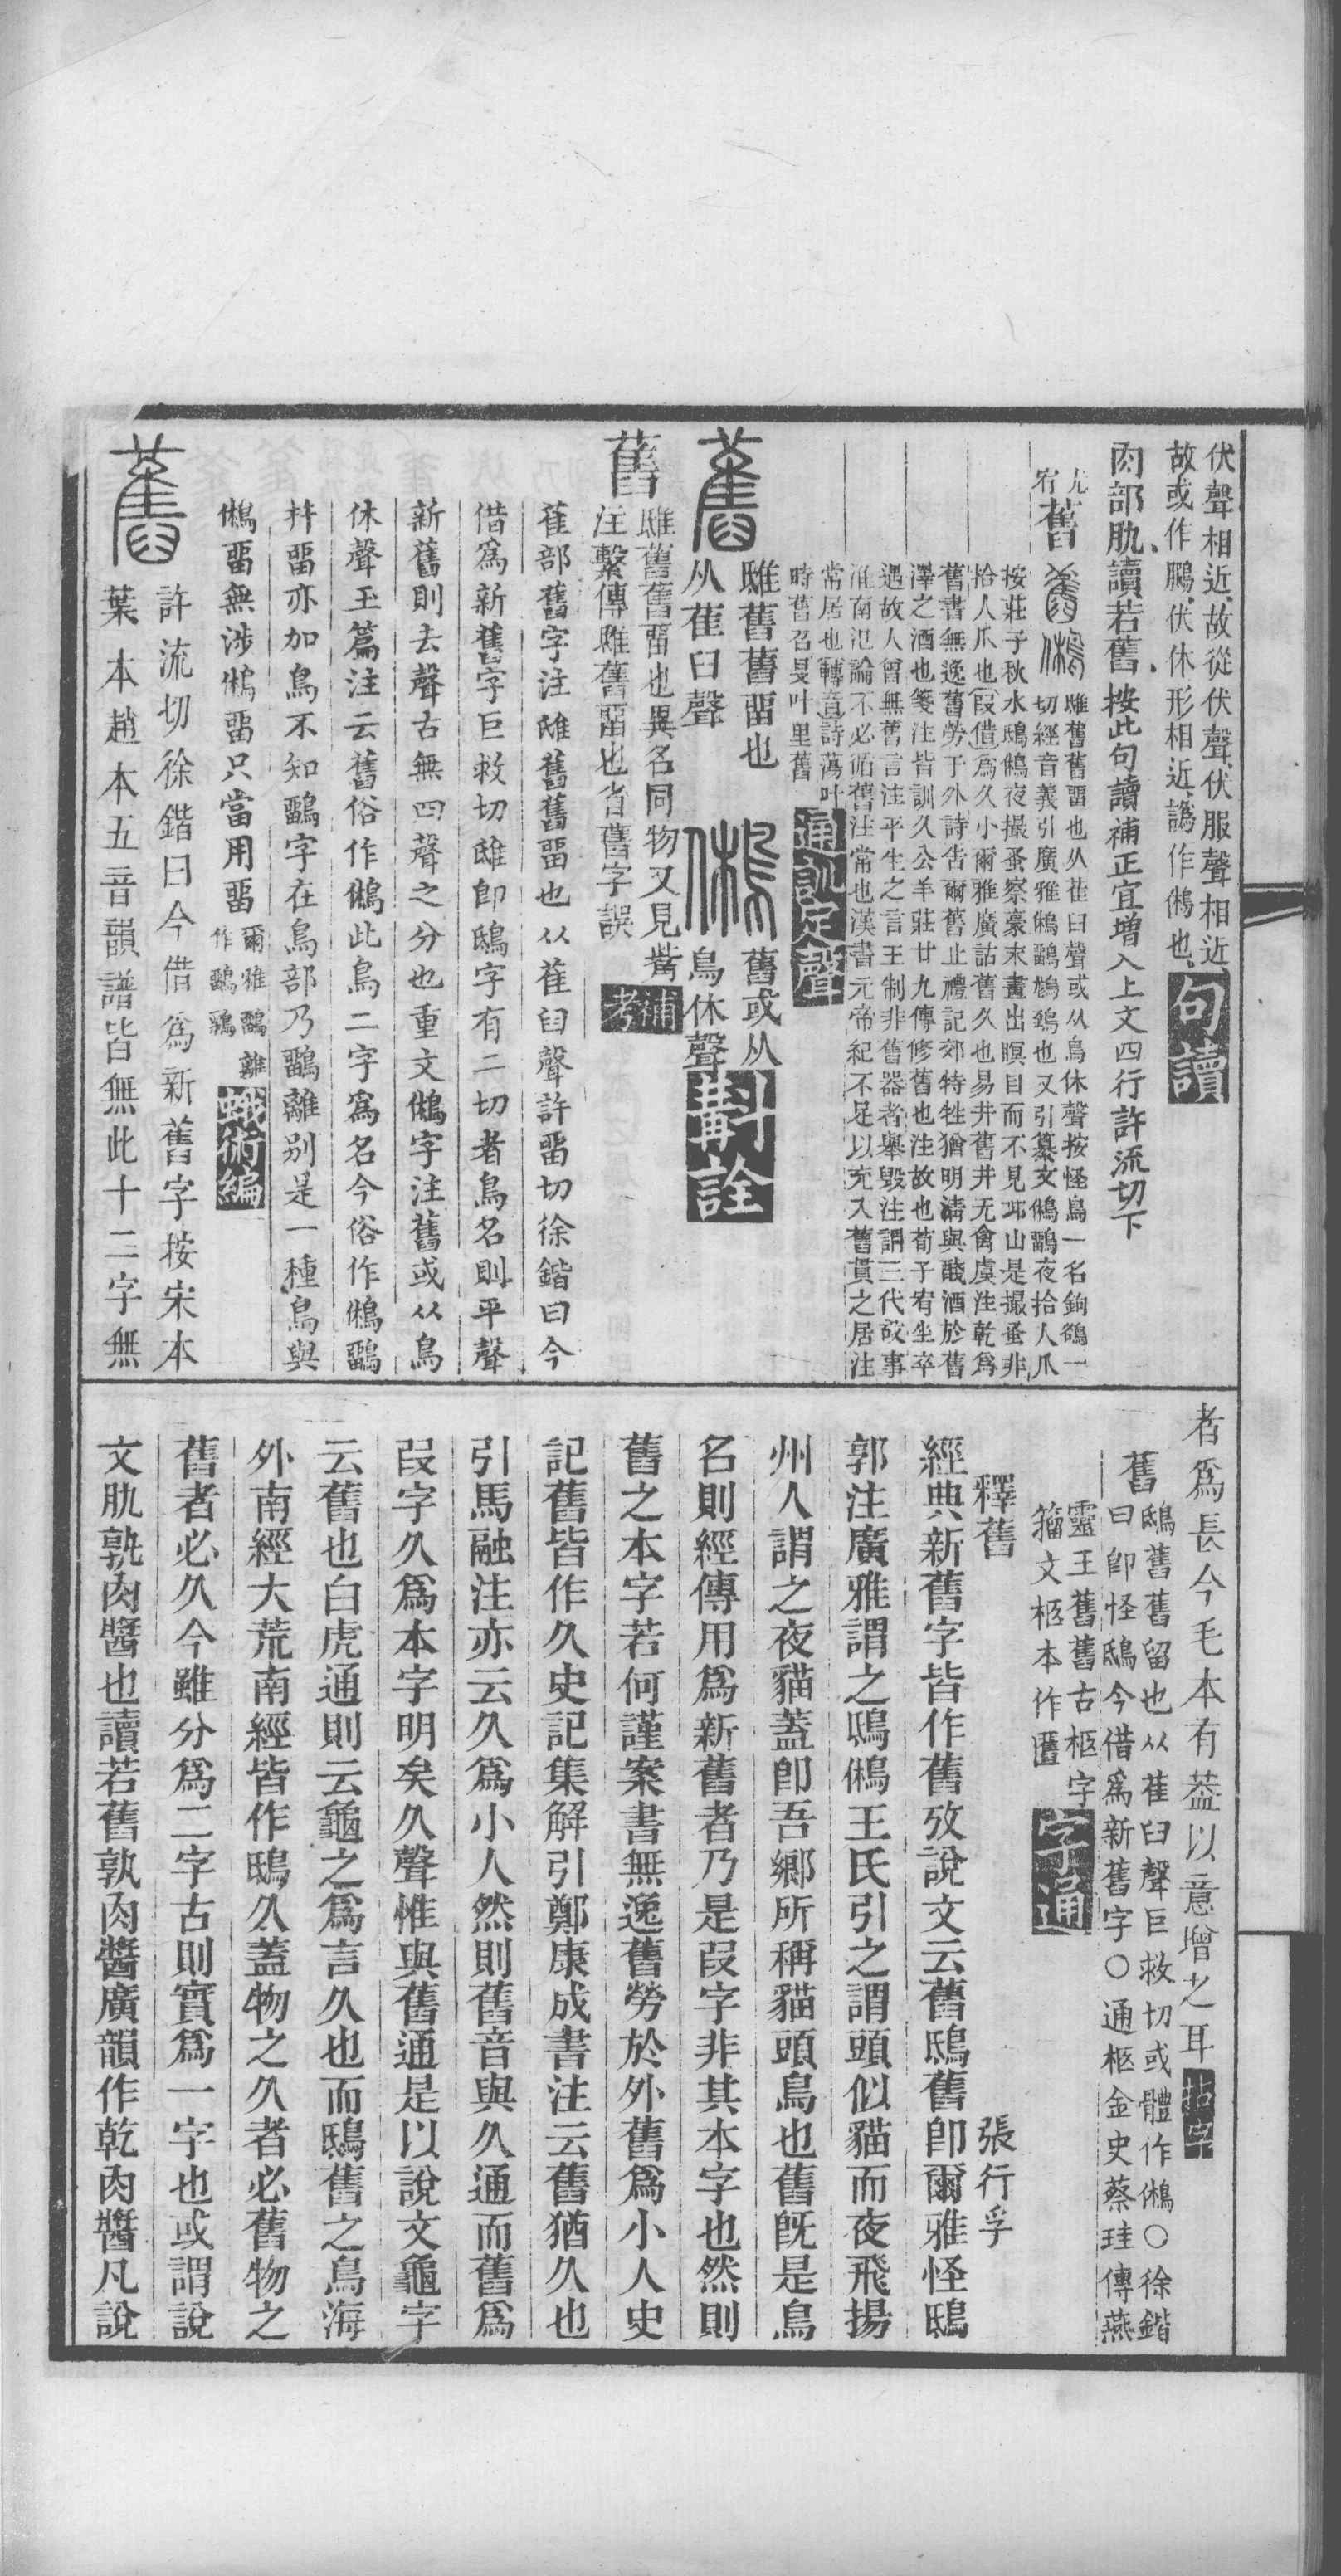 伏聲相近、故從伏聲、伏服聲相近、
故或作鵩、伏休形相近、譌作鵂也、句讀
肉部肍讀若舊 按此句讀補正宜增入上文四行許流切下
尤宥
舊
雖舊舊畱也从萑臼聲或从鳥休聲按怪鳥一名鉤鵅一
切經音義引廣雅鵂鶹鴟也又引纂文鵂鶹夜拾人爪
按莊子秋水鴟鵂夜撮蚤察豪末晝出瞑目而不見邱山是撮蚤非
拾人爪也叚借爲久小爾雅廣詁舊久也易井舊井无禽虞注乾爲
舊書無逸舊勞于外詩告爾舊止禮記郊特牲猶明淸與醆酒於舊
澤之酒也箋注皆訓久公羊莊廿九傳修舊也注故也荀子宥坐卒
遇故人曾無舊言注平生之言王制非舊器者舉毀注謂三代故事
淮南氾論不必循舊注常也漢書元帝紀不足以充入舊貫之居注
常居也轉音詩蕩叶
時舊召旻叶里舊
通訓定聲
雖舊舊畱也
从萑臼聲
鵂
舊或从
鳥休聲
斠詮
舊
雖舊舊畱也異名同物又見觜
注繫傳雖舊畱也省舊字誤
補考
萑部舊字注雖舊舊畱也从萑臼聲許畱切徐鍇曰今
借爲新舊字巨救切雖卽鴟字有二切者鳥名則平聲
新舊則去聲古無四聲之分也重文鵂字注舊或从鳥
休聲玉篇注云舊俗作鵂此鳥二字爲名今俗作鵂鶹
幷畱亦加鳥不知鶹字在鳥部乃鶹離別是一種鳥與
鵂畱無涉鵂畱只當用畱
爾雅鶹離
作鶹
蛾術編
舊
許流切徐鍇曰今借爲新舊字按宋本
葉本趙本五音韻譜皆無此十二字無
者爲長今毛本有葢以意增之耳
舊
鴟舊舊留也从萑臼聲巨救切或體作鵂○徐鍇
曰卽怪鴟今借爲新舊字○通柩金史蔡珪傳燕
靈王舊舊古柩字
籀文柩本作匶
字通
釋舊
張行孚
經典新舊字皆作舊攷說文云舊鴟舊卽爾雅怪鴟
郭注廣雅謂之鴟鵂王氏引之謂頭似貓而夜飛揚
州人謂之夜貓蓋卽吾鄉所稱貓頭鳥也舊旣是鳥
名則經傳用爲新舊者乃是叚字非其本字也然則
舊之本字若何謹案書無逸舊勞於外舊爲小人史
記舊皆作久史記集解引鄭康成書注云舊猶久也
引馬融注亦云久爲小人然則舊音與久通而舊爲
叚字久爲本字明矣久聲惟與舊通是以說文龜字
云舊也白虎通則云龜之爲言久也而鴟舊之鳥海
外南經大荒南經皆作鴟久蓋物之久者必舊物之
舊者必久今雖分爲二字古則實爲一字也或謂說
文肍孰肉醬也讀若舊孰肉醬廣韻作乾肉醬凡說